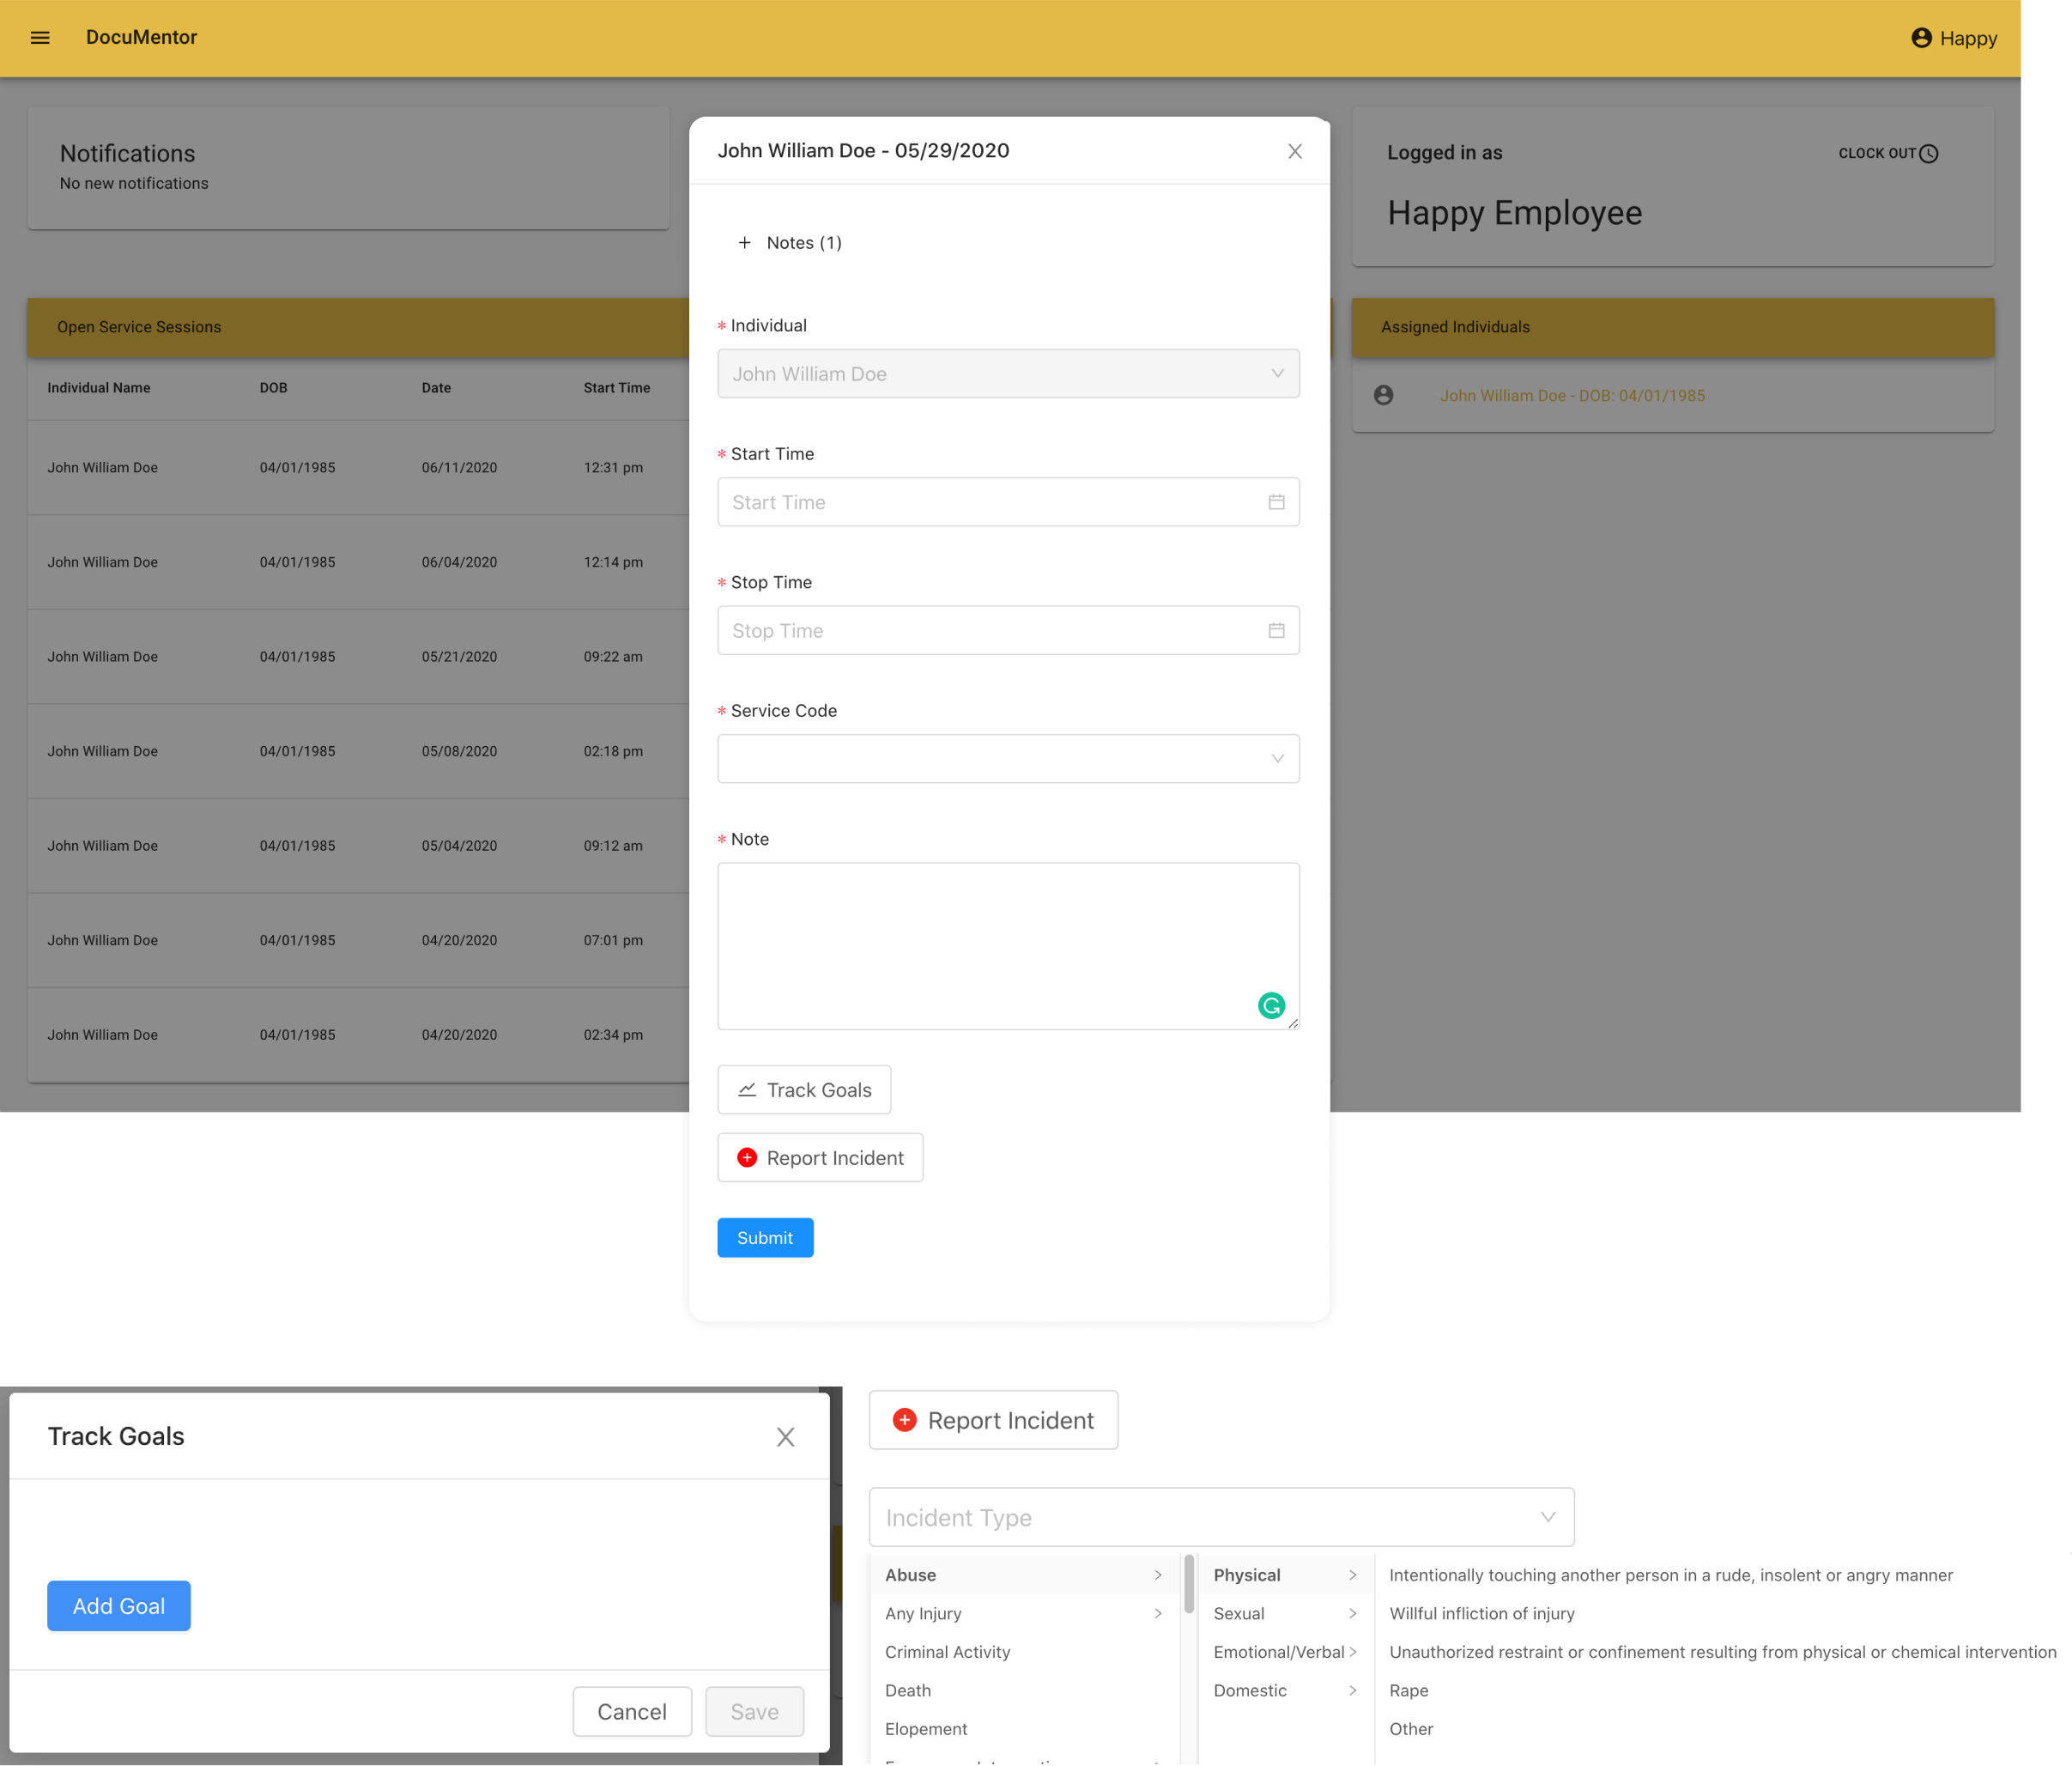 DocuMentor
Happy
Notifications
No new notifications
Logged in as
CLOCK OUT
Happy Employee
Open Service Sessions
Individual Name DOB Date Start Time
John William Doe 04/01/1985 06/11/2020 12:31 pm
John William Doe 04/01/1985 06/04/2020 12:14 pm
John William Doe 04/01/1985 05/21/2020 09:22 am
John William Doe 04/01/1985 05/08/2020 02:18 pm
John William Doe 04/01/1985 05/04/2020 09:12 am
John William Doe 04/01/1985 04/20/2020 07:01 pm
John William Doe 04/01/1985 04/20/2020 02:34 pm
John William Doe - 05/29/2020
+ Notes (1)
* Individual
John William Doe
* Start Time
Start Time
* Stop Time
Stop Time
* Service Code
* Note
Track Goals
Report Incident
Submit
Assigned Individuals
John William Doe - DOB: 04/01/1985
Track Goals
Add Goal
Cancel
Save
Report Incident
Incident Type
Abuse
Any Injury
Criminal Activity
Death
Elopement
Physical
Sexual
Emotional/Verbal
Domestic
Intentionally touching another person in a rude, insolent or angry manner
Willful infliction of injury
Unauthorized restraint or confinement resulting from physical or chemical intervention
Rape
Other